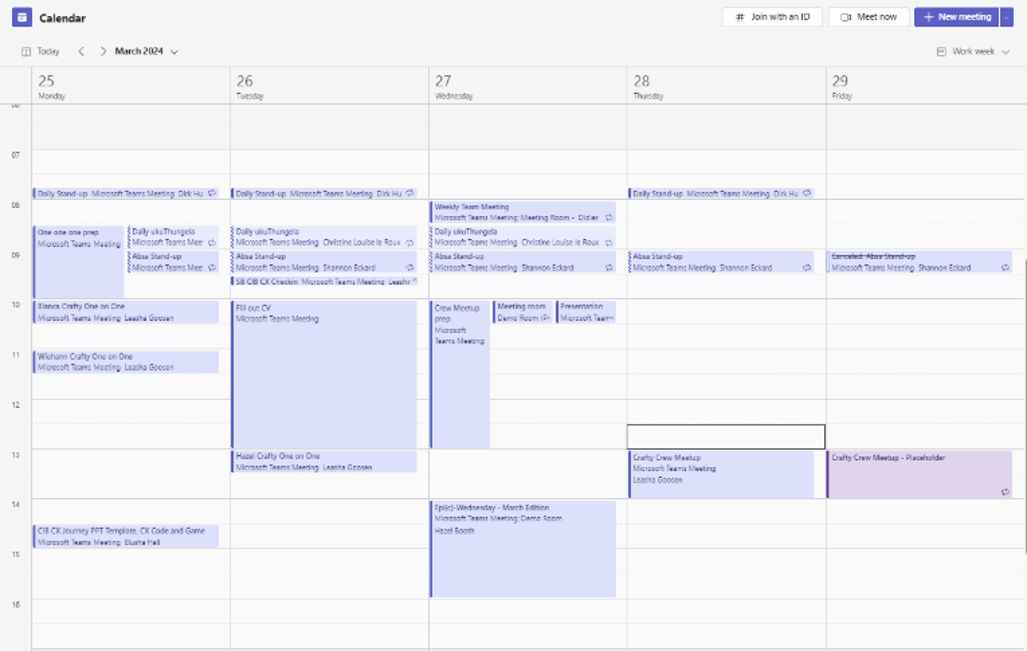 Calendar
Join with an ID
Meet now
New meeting
Today
March 2024
Work week
25
Monday
26
Tuesday
27
Wednesday
28
Thursday
29
Friday
07
Daily Stand-up Microsoft Teams Meeting Dirk Hu
Daily Stand-up Microsoft Teams Meeting Dirk Hu
Daily Stand-up Microsoft Teams Meeting Dirk Hu
08
Weekly Team Meeting
Microsoft Teams Meeting; Meeting Room - Didier
One one one prep
Microsoft Teams Meeting
Daily ukuThungela
Microsoft Teams Mee
Daily ukuThungela
Microsoft Teams Meeting Christine Louise le Roux
Daily ukuThungela
Microsoft Teams Meeting Christine Louise le Roux
09
Absa Stand-up
Microsoft Teams Mee
Absa Stand-up
Microsoft Teams Meeting Shannon Eckard
Absa Stand-up
Microsoft Teams Meeting Shannon Eckard
Absa Stand-up
Microsoft Teams Meeting Shannon Eckard
Canceled: Absa Stand-up
Microsoft Teams Meeting Shannon Eckard
SB CIB CX Checkin Microsoft Teams Meeting
10
Bianca Crafty One on One
Microsoft Teams Meeting Leasha Goosen
Fill out CV
Microsoft Teams Meeting
Crew Meetup
prep
Microsoft
Teams Meeting
Meeting room
Demo Room
Presentation
Microsoft Team
11
Wiehann Crafty One on One
Microsoft Teams Meeting Leasha Goosen
12
13
Hazel Crafty One on One
Microsoft Teams Meeting Leasha Goosen
Crafty Crew Meetup
Microsoft Teams Meeting
Leasha Goosen
Crafty Crew Meetup - Placeholder
14
Epi(c)-Wednesday - March Edition
Microsoft Teams Meeting; Demo Room
Hazel Booth
CIB CX Journey PPT Template, CX Code and Game
Microsoft Teams Meeting Elusha Hall
15
16